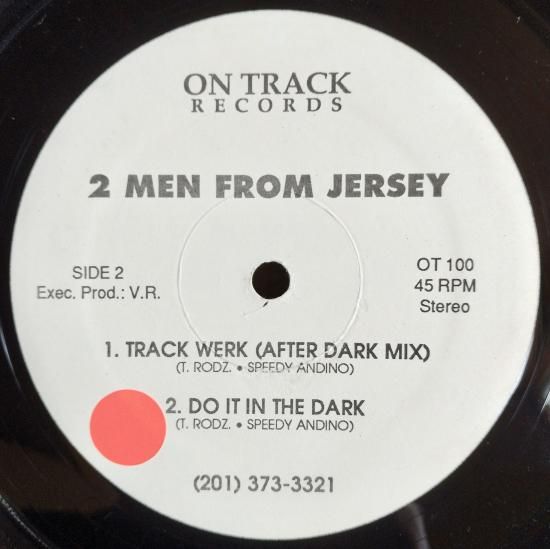 ON TRACK
RECORDS
2 MEN FROM JERSEY
SIDE 2
Exec. Prod.: V.R.
OT 100
45 RPM
Stereo
1. TRACK WERK (AFTER DARK MIX)
(T. RODZ. • SPEEDY ANDINO)
2. DO IT IN THE DARK
(T. RODZ. • SPEEDY ANDINO)
(201) 373-3321